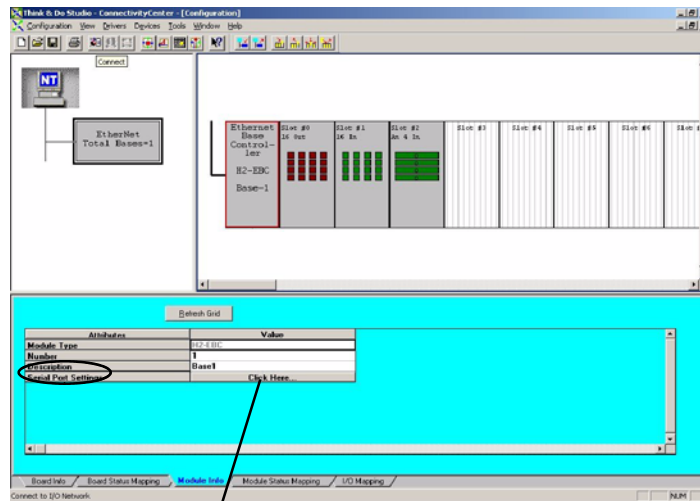 Think & Do Studio - ConnectivityCenter - [Configuration]
Configuration View Drivers Devices Tools Window Help
Connect
NT
EtherNet
Total Bases=1
Ethernet
Base
Control-
ler
H2-EBC
Base-1
Slot #0
16 Out
Slot #1
16 In
Slot #2
An 4 In
Slot #3
Slot #4
Slot #5
Slot #6
Slot
Refresh Grid
Attributes Value
Module Type H2-EBC
Number 1
Description Base1
Serial Port Settings Click Here...
Board Info Board Status Mapping Module Info Module Status Mapping I/O Mapping
Connect to I/O Network NUM